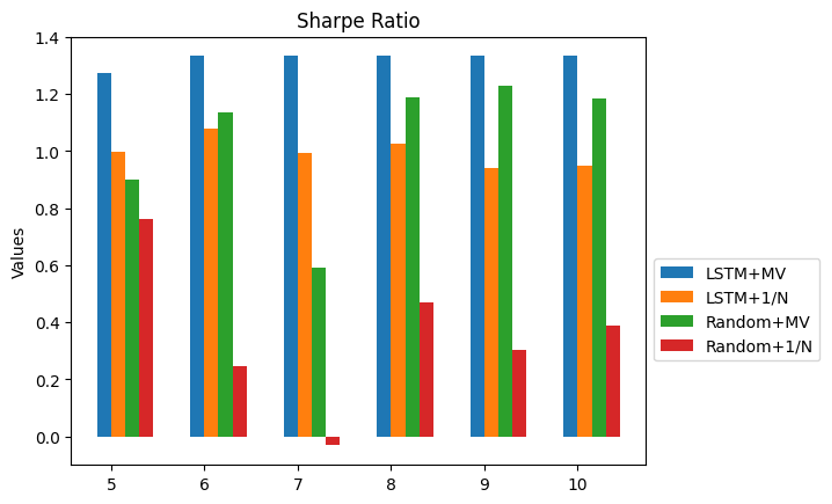 Sharpe Ratio
1.4
1.2
1.0
0.8
0.6
0.4
0.2
0.0
Values
5 6 7 8 9 10
LSTM+MV
LSTM+1/N
Random+MV
Random+1/N